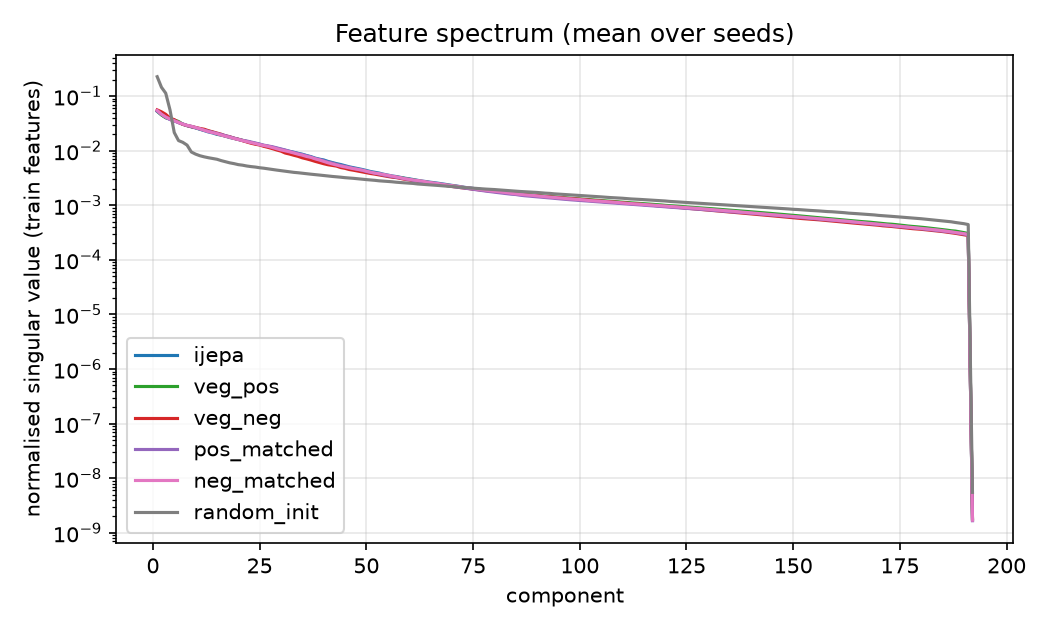 Feature spectrum (mean over seeds)
normalised singular value (train features)
10⁻¹
10⁻²
10⁻³
10⁻⁴
10⁻⁵
10⁻⁶
10⁻⁷
10⁻⁸
10⁻⁹
ijepa
veg_pos
veg_neg
pos_matched
neg_matched
random_init
0 25 50 75 100 125 150 175 200
component